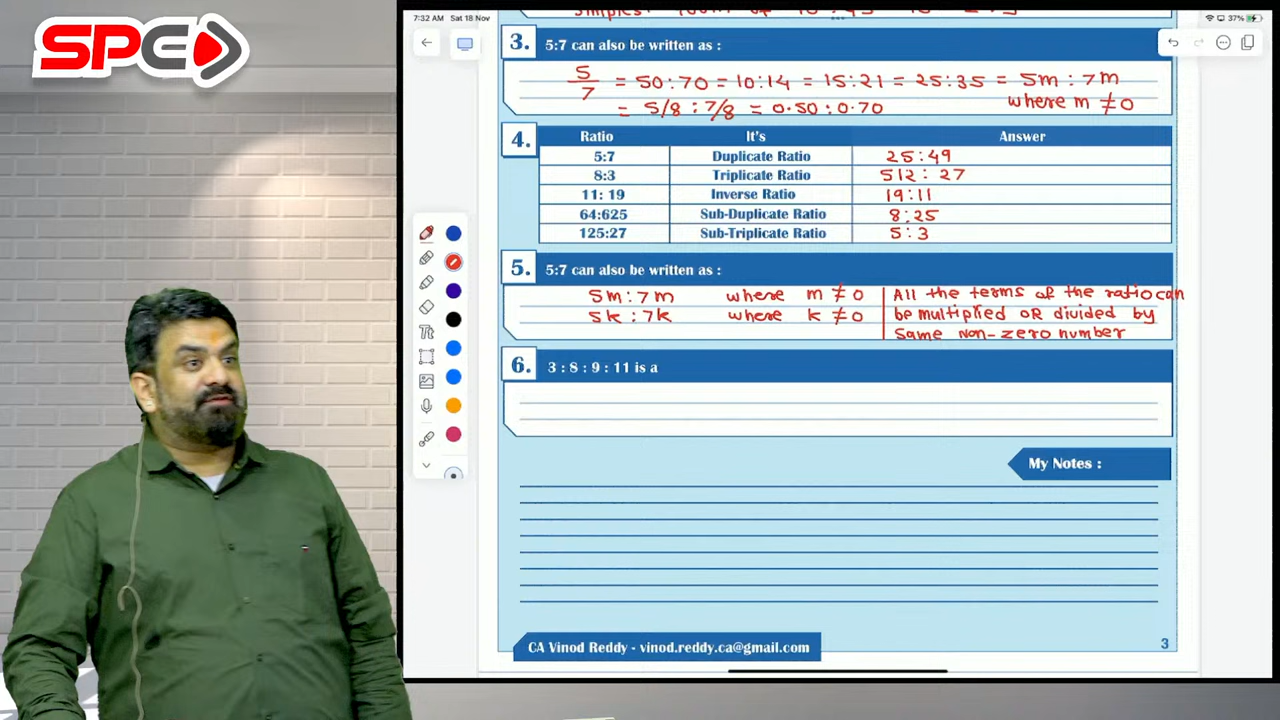 SPED
7:32 AM Sat 18 Nov
37%
3. 5:7 can also be written as :
5/7 = 50:70 = 10:14 = 15:21 = 25:35 = 5m : 7m
= 5/8 : 7/8 = 0.50 : 0.70 where m ≠ 0
4. Ratio It's Answer
5:7 Duplicate Ratio 25:49
8:3 Triplicate Ratio 512 : 27
11: 19 Inverse Ratio 19:11
64:625 Sub-Duplicate Ratio 8:25
125:27 Sub-Triplicate Ratio 5:3
5. 5:7 can also be written as :
5m : 7m where m ≠ 0 All the terms of the ratio can
5k : 7k where k ≠ 0 be multiplied OR divided by
same non-zero number
6. 3 : 8 : 9 : 11 is a
My Notes :
CA Vinod Reddy - vinod.reddy.ca@gmail.com
3